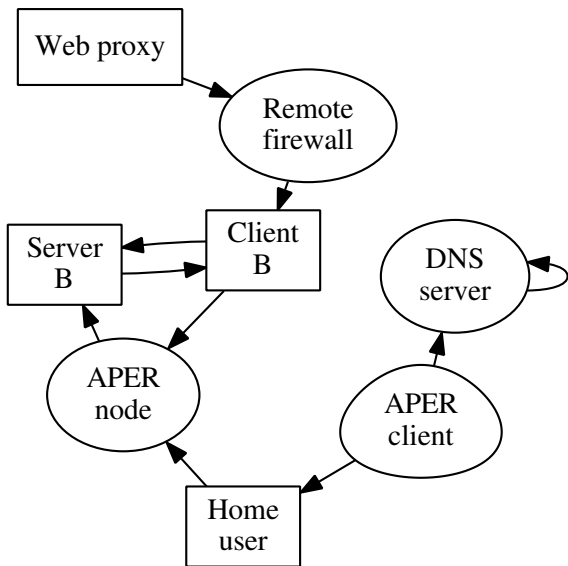 Web proxy
Remote
firewall
Client
B
Server
B
DNS
server
APER
node
APER
client
Home
user